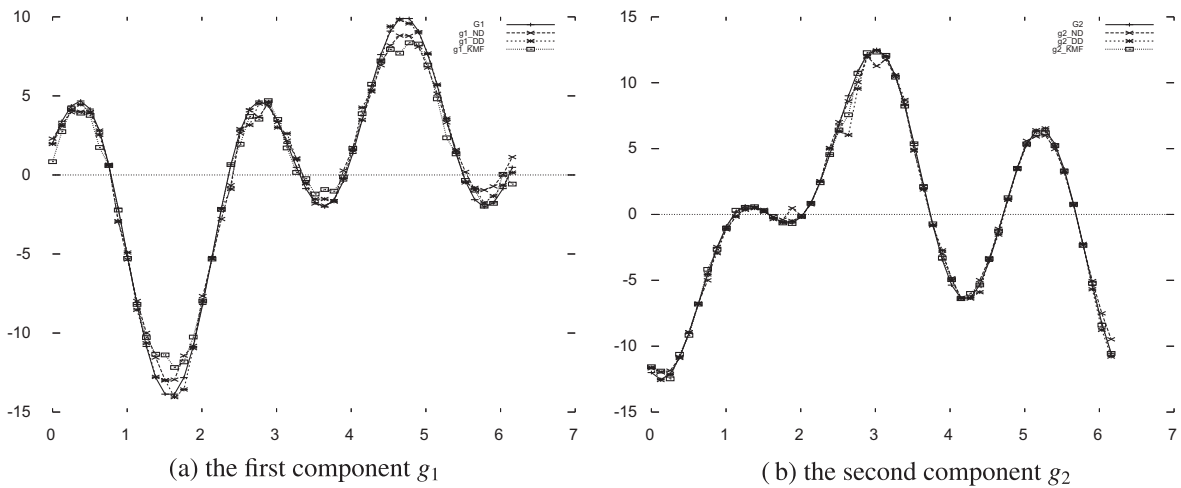 10
5
0
-5
-10
-15
0 1 2 3 4 5 6 7
G1
g1_ND
g1_DD
g1_KMF
(a) the first component g1
15
10
5
0
-5
-10
-15
0 1 2 3 4 5 6 7
G2
g2_ND
g2_DD
g2_KMF
( b) the second component g2